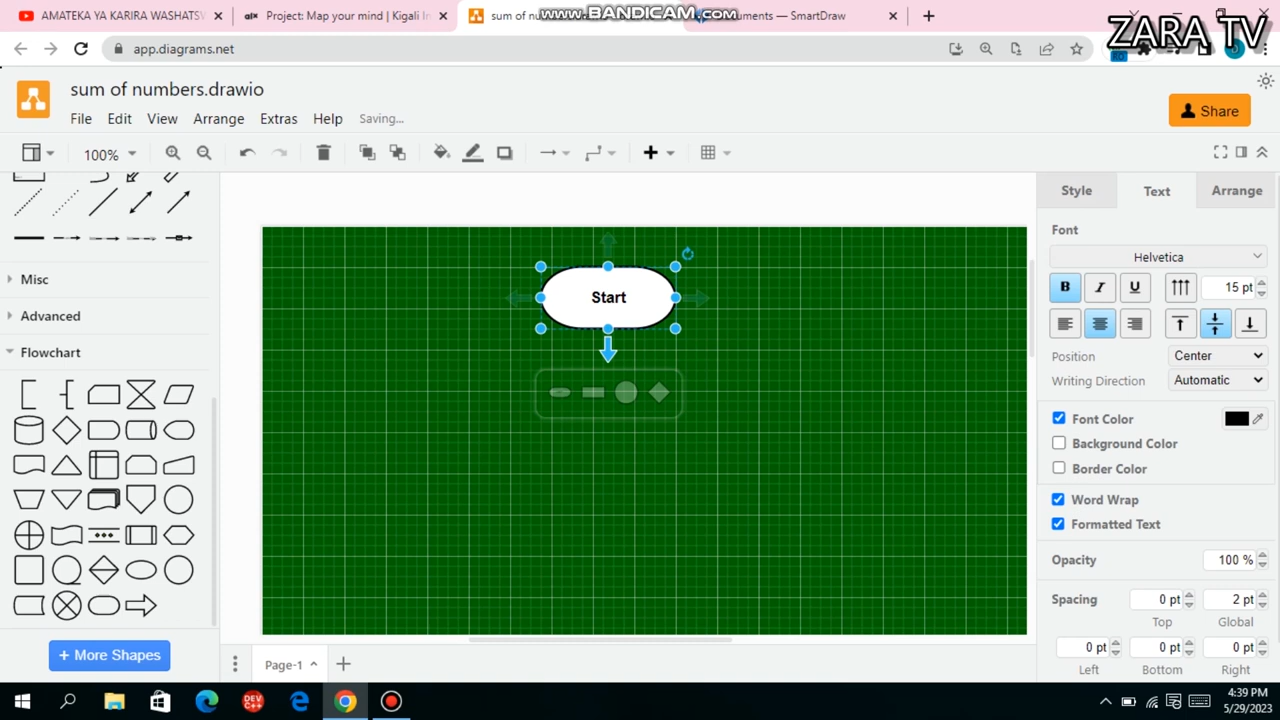 AMATEKA YA KARIRA WASHATSV
Project: Map your mind | Kigali In
sum of n
www.BANDICAM.com
uments — SmartDraw
ZARA TV
app.diagrams.net
sum of numbers.drawio
File Edit View Arrange Extras Help Saving...
Share
100%
Style Text Arrange
Font
Helvetica
B I U 15 pt
Position Center
Writing Direction Automatic
Font Color
Background Color
Border Color
Word Wrap
Formatted Text
Opacity 100 %
Spacing 0 pt 2 pt
Top Global
0 pt 0 pt 0 pt
Left Bottom Right
Misc
Advanced
Flowchart
+ More Shapes
Start
Page-1
DEV C++
4:39 PM
5/29/2023